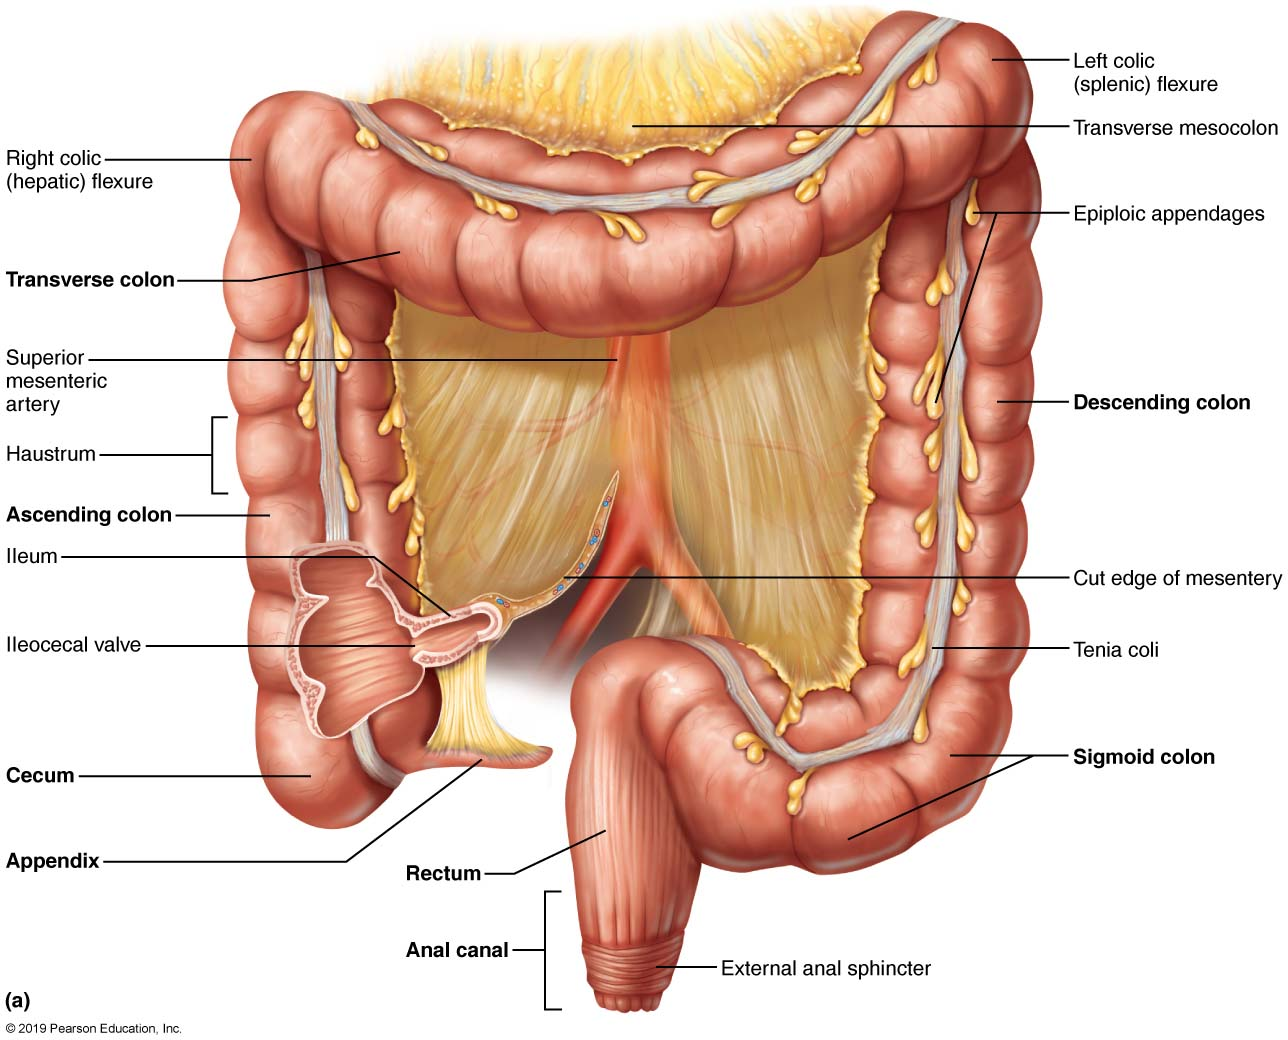 Left colic
(splenic) flexure
Transverse mesocolon
Right colic
(hepatic) flexure
Epiploic appendages
Transverse colon
Superior
mesenteric
artery
Descending colon
Haustrum
Ascending colon
Ileum
Cut edge of mesentery
Ileocecal valve
Tenia coli
Sigmoid colon
Cecum
Appendix
Rectum
Anal canal
External anal sphincter
(a)
© 2019 Pearson Education, Inc.